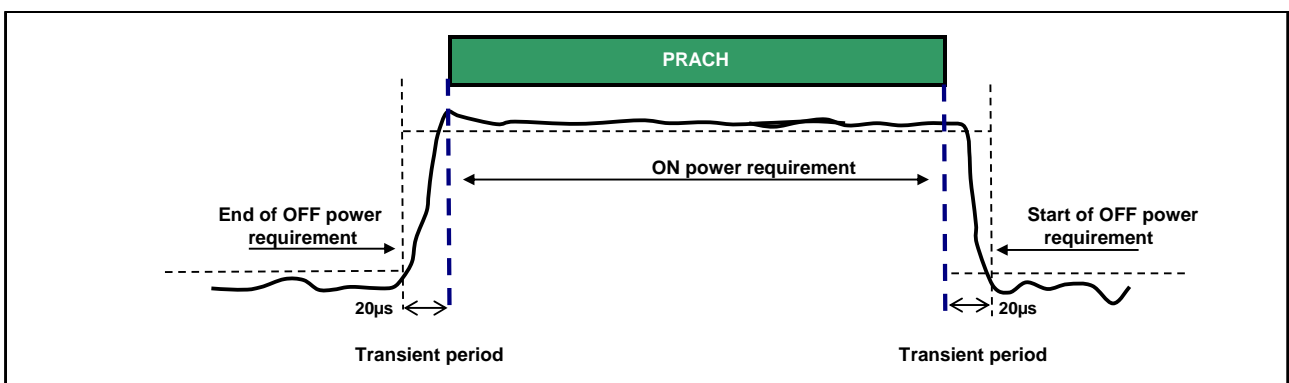 PRACH
ON power requirement
End of OFF power
requirement
Start of OFF power
requirement
20µs
20µs
Transient period
Transient period